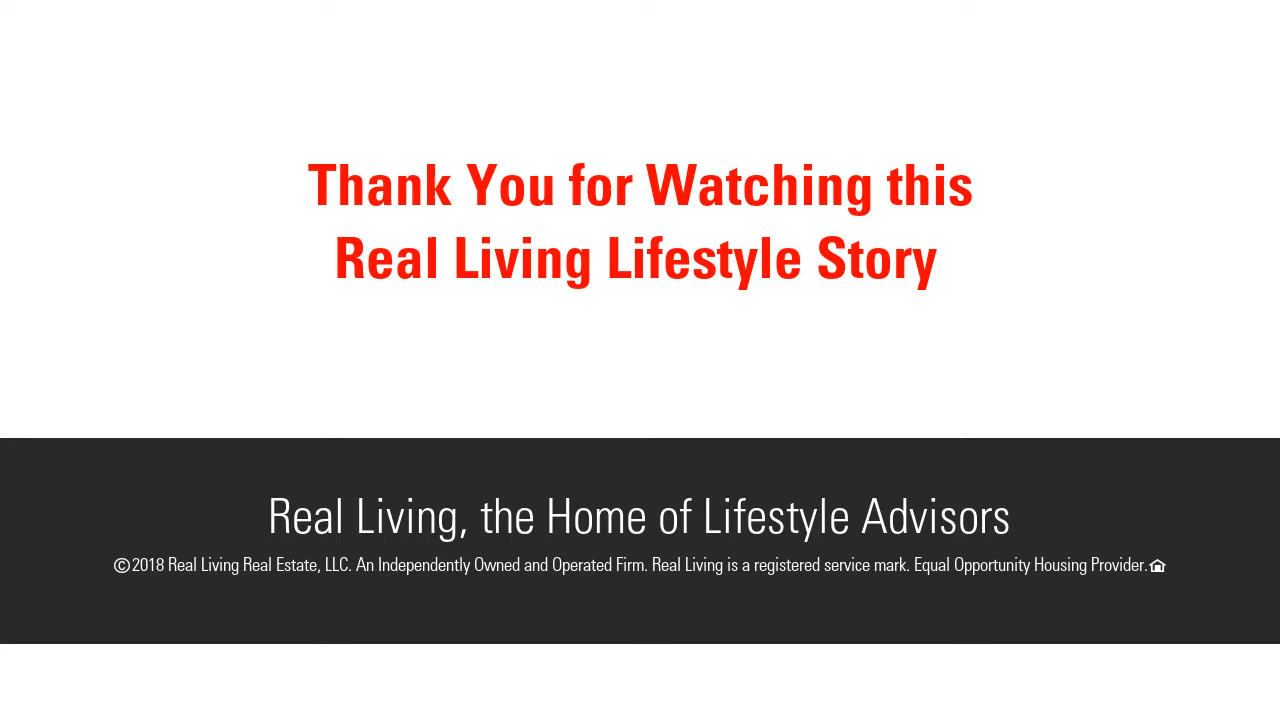 Thank You for Watching this
Real Living Lifestyle Story
Real Living, the Home of Lifestyle Advisors
©2018 Real Living Real Estate, LLC. An Independently Owned and Operated Firm. Real Living is a registered service mark. Equal Opportunity Housing Provider.